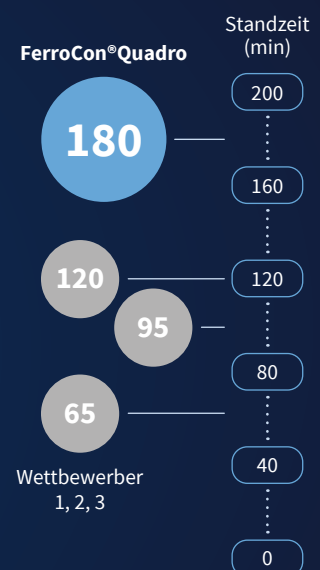 Standzeit
(min)
FerroCon®Quadro
200
180
160
120
120
95
80
65
40
Wettbewerber
1, 2, 3
0